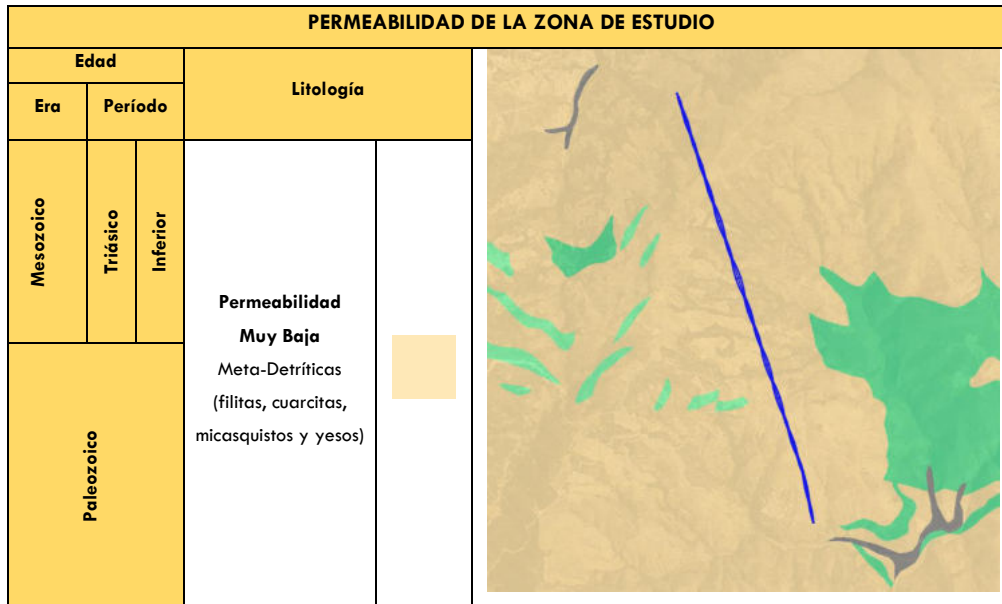 PERMEABILIDAD DE LA ZONA DE ESTUDIO
Edad
Litología
Era
Período
Mesozoico
Triásico
Inferior
Permeabilidad
Muy Baja
Meta-Detríticas
(filitas, cuarcitas,
micasquistos y yesos)
Paleozoico